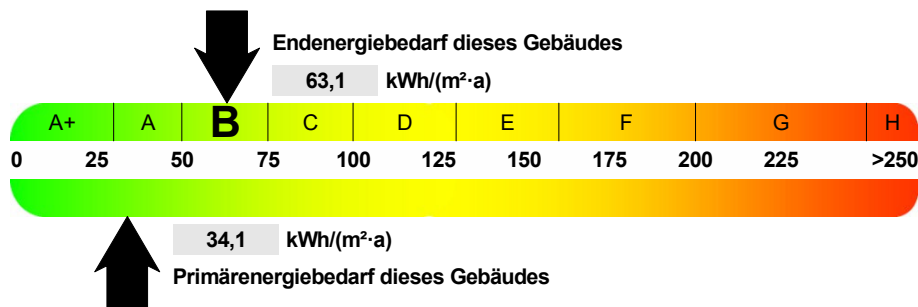 Endenergiebedarf dieses Gebäudes
63,1 kWh/(m²·a)
A+ A B C D E F G H
0 25 50 75 100 125 150 175 200 225 >250
34,1 kWh/(m²·a)
Primärenergiebedarf dieses Gebäudes